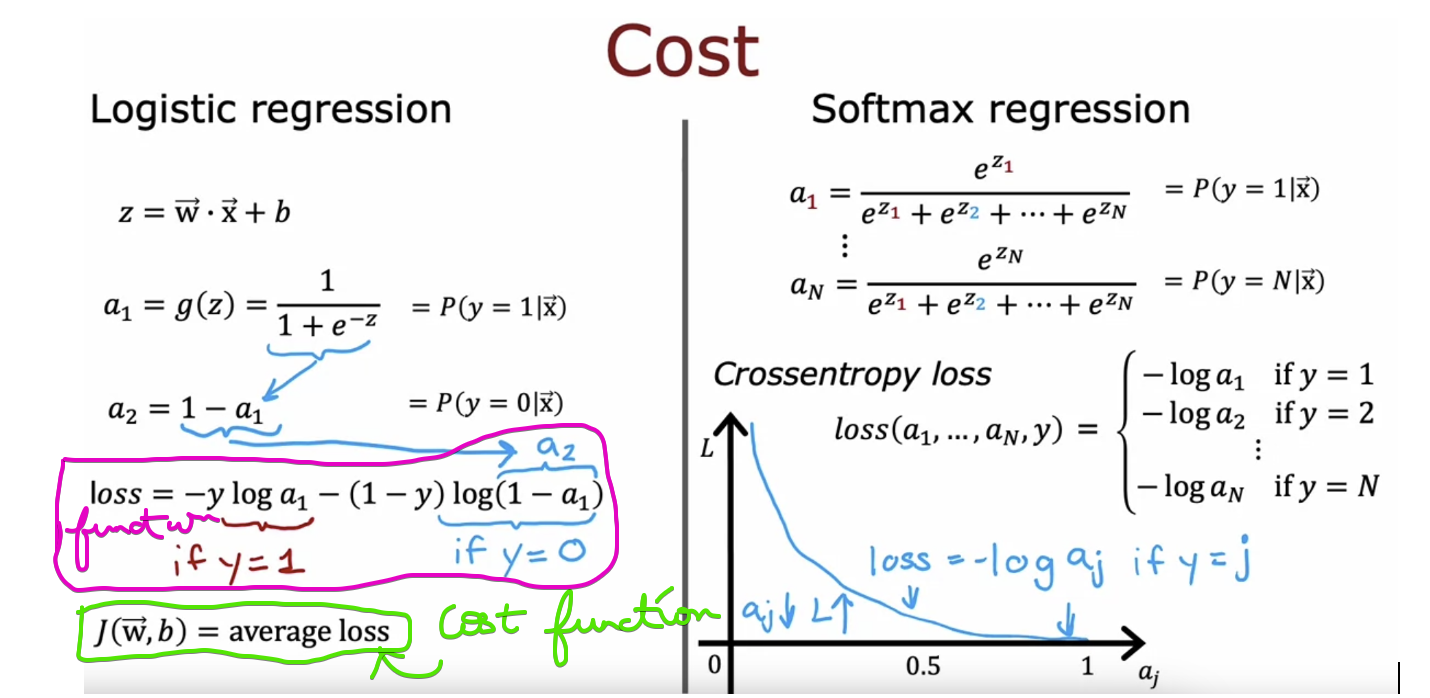 Cost
Logistic regression
z = w⃗ · x⃗ + b
a₁ = g(z) = 1 / (1 + e⁻ᶻ) = P(y = 1|x⃗)
a₂ = 1 − a₁ = P(y = 0|x⃗)
a₂
loss = −y log a₁ − (1 − y) log(1 − a₁)
function
if y = 1 if y = 0
J(w⃗, b) = average loss
cost function
Softmax regression
a₁ = e^{z₁} / (e^{z₁} + e^{z₂} + ⋯ + e^{z_N}) = P(y = 1|x⃗)
⋮
a_N = e^{z_N} / (e^{z₁} + e^{z₂} + ⋯ + e^{z_N}) = P(y = N|x⃗)
Crossentropy loss
loss(a₁, …, a_N, y) = {
− log a₁ if y = 1
− log a₂ if y = 2
⋮
− log a_N if y = N
L
loss = -log aⱼ if y = j
aⱼ↓ L↑
0 0.5 1 aⱼ